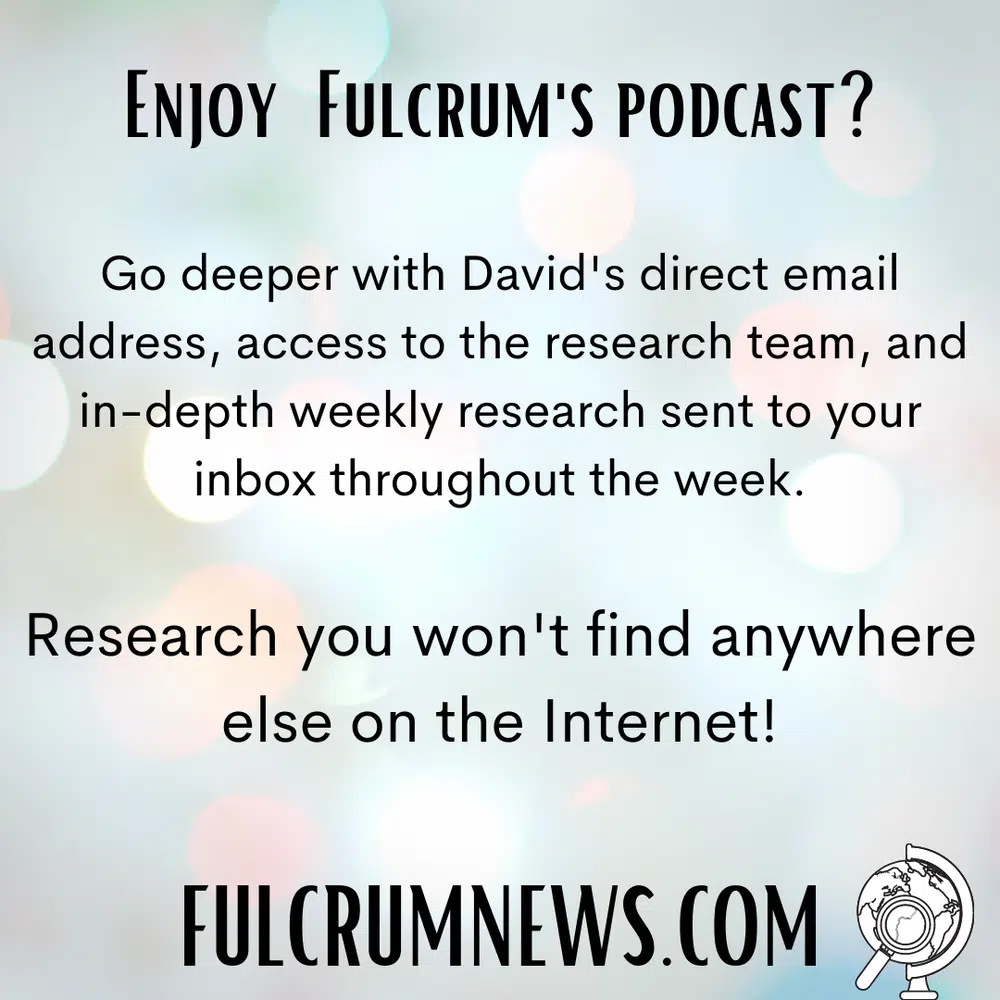 Enjoy Fulcrum's podcast?
Go deeper with David's direct email
address, access to the research team, and
in-depth weekly research sent to your
inbox throughout the week.
Research you won't find anywhere
else on the Internet!
FULCRUMNEWS.COM